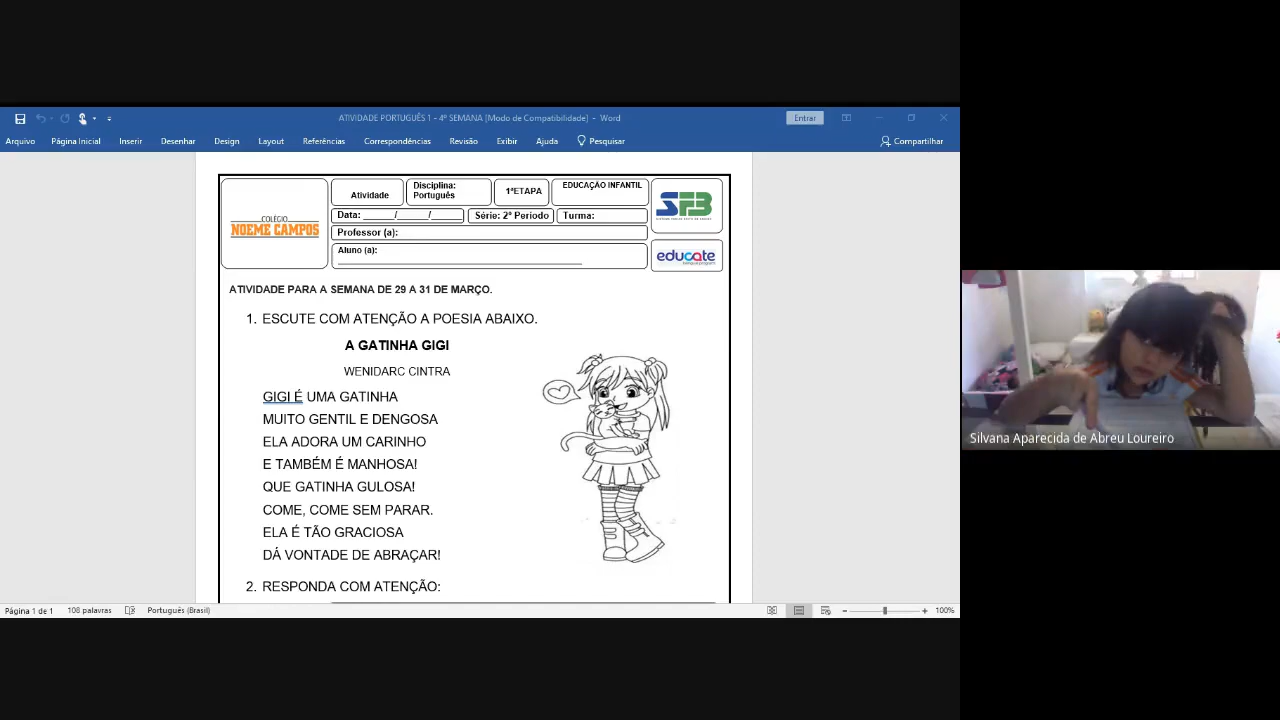 ATIVIDADE PORTUGUÊS 1 - 4ª SEMANA [Modo de Compatibilidade] - Word
Entrar
Arquivo Página Inicial Inserir Desenhar Design Layout Referências Correspondências Revisão Exibir Ajuda Pesquisar Compartilhar
COLÉGIO
NOEME CAMPOS
Atividade
Disciplina:
Português
1ªETAPA
EDUCAÇÃO INFANTIL
Data: ______/______/_____
Série: 2º Período
Turma:
Professor (a):
Aluno (a):
SFB
educate
ATIVIDADE PARA A SEMANA DE 29 A 31 DE MARÇO.
1. ESCUTE COM ATENÇÃO A POESIA ABAIXO.
A GATINHA GIGI
WENIDARC CINTRA
GIGI É UMA GATINHA
MUITO GENTIL E DENGOSA
ELA ADORA UM CARINHO
E TAMBÉM É MANHOSA!
QUE GATINHA GULOSA!
COME, COME SEM PARAR.
ELA É TÃO GRACIOSA
DÁ VONTADE DE ABRAÇAR!
2. RESPONDA COM ATENÇÃO:
Página 1 de 1 108 palavras Português (Brasil) 100%
Silvana Aparecida de Abreu Loureiro